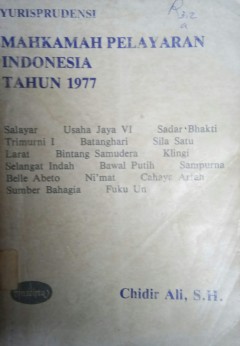 YURISPRUDENSI
MAHKAMAH PELAYARAN
INDONESIA
TAHUN 1977
Salayar Usaha Jaya VI Sadar-Bhakti
Trimurni I Batanghari Sila Satu
Larat Bintang Samudera Klingi
Selangat Indah Bawal Putih Sampurna
Belle Abeto Ni'mat Cahaya Arfah
Sumber Bahagia Fuku Un
Chidir Ali, S.H.